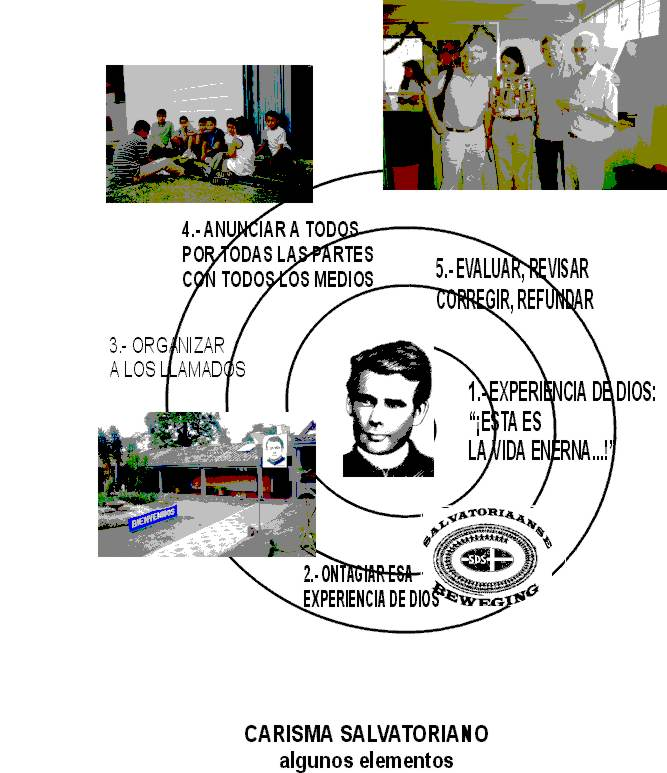 4.- ANUNCIAR A TODOS
POR TODAS LAS PARTES
CON TODOS LOS MEDIOS
5.- EVALUAR, REVISAR
CORREGIR, REFUNDAR
3.- ORGANIZAR
A LOS LLAMADOS
1.- EXPERIENCIA DE DIOS:
“¡ESTA ES
LA VIDA ENERNA...!”
BIENVENIDOS
SALVATORIAANSE
SDS
BEWEGING
2.- ONTAGIAR ESA
EXPERIENCIA DE DIOS
CARISMA SALVATORIANO
algunos elementos